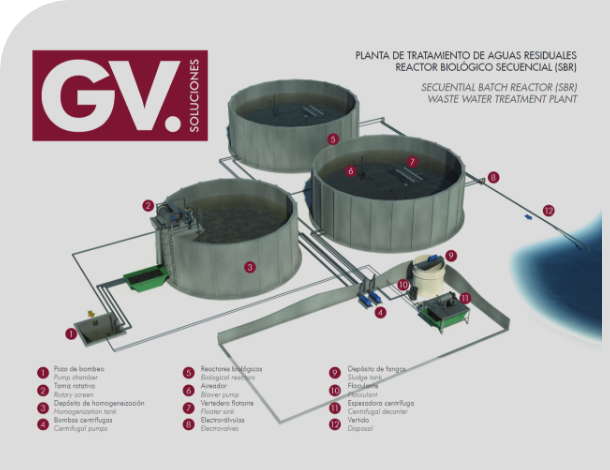 GV.
SOLUCIONES
PLANTA DE TRATAMIENTO DE AGUAS RESIDUALES
REACTOR BIOLÓGICO SECUENCIAL (SBR)
SECUENTIAL BATCH REACTOR (SBR)
WASTE WATER TREATMENT PLANT
5
6
7
8
12
2
3
9
10
11
4
1
1 Pozo de bombeo
Pump chamber
2 Tamiz rotativo
Rotary screen
3 Depósito de homogeneización
Homogenization tank
4 Bombas centrífugas
Centrifugal pumps
5 Reactores biológicos
Biological reactors
6 Aireador
Blower pump
7 Vertedero flotante
Floater sink
8 Electroválvulas
Electrovalves
9 Depósito de fangos
Sludge tank
10 Floculante
Flocculant
11 Espesadora centrífuga
Centrifugal decanter
12 Vertido
Disposal